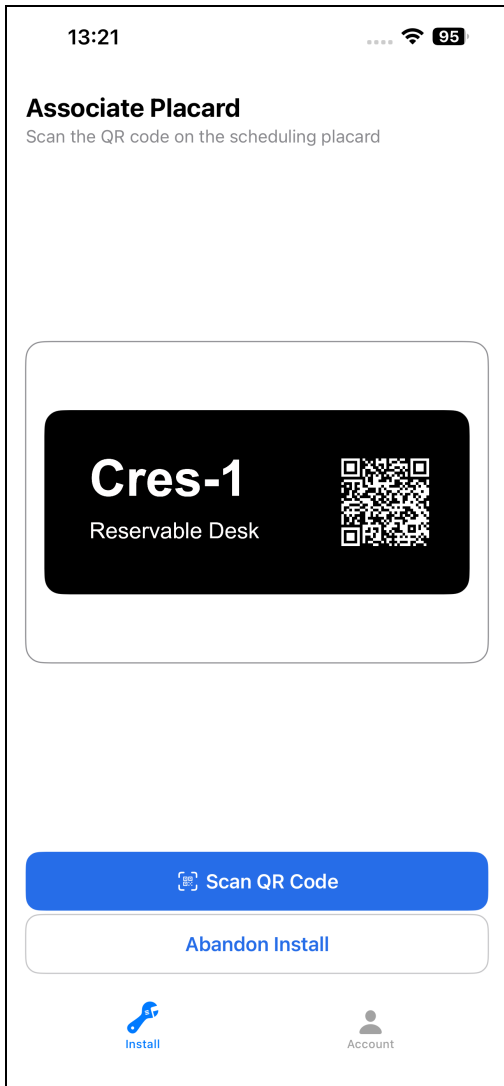 13:21
95
Associate Placard
Scan the QR code on the scheduling placard
Cres-1
Reservable Desk
Scan QR Code
Abandon Install
Install
Account